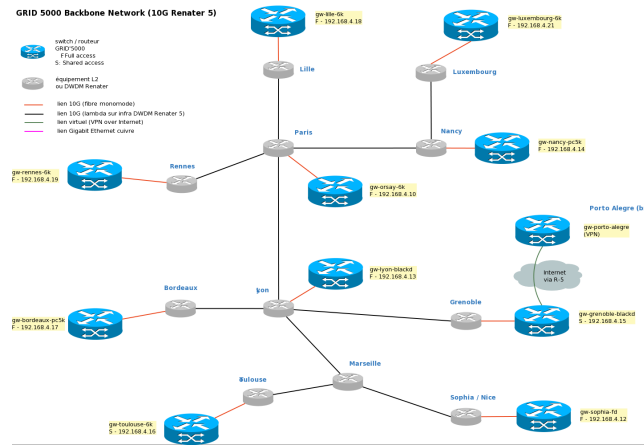 GRID 5000 Backbone Network (10G Renater 5)
switch / routeur
GRID'5000
F Full access
S: Shared access
équipement L2
ou DWDM Renater
lien 10G (fibre monomode)
lien 10G (lambda sur infra DWDM Renater 5)
lien virtuel (VPN over Internet)
lien Gigabit Ethernet cuivre
gw-lille-6k
F - 192.168.4.18
gw-luxembourg-6k
F - 192.168.4.21
Lille
Luxembourg
Paris
Nancy
gw-nancy-pc5k
F - 192.168.4.14
Rennes
gw-rennes-6k
F - 192.168.4.19
gw-orsay-6k
F - 192.168.4.10
Porto Alegre (b
gw-porto-alegre
(VPN)
Internet
via R-S
gw-lyon-blackd
F - 192.168.4.13
Bordeaux
Lyon
Grenoble
gw-bordeaux-pc5k
F - 192.168.4.17
gw-grenoble-blackd
S - 192.168.4.15
Marseille
Toulouse
Sophia / Nice
gw-toulouse-6k
S - 192.168.4.16
gw-sophia-fd
F - 192.168.4.12